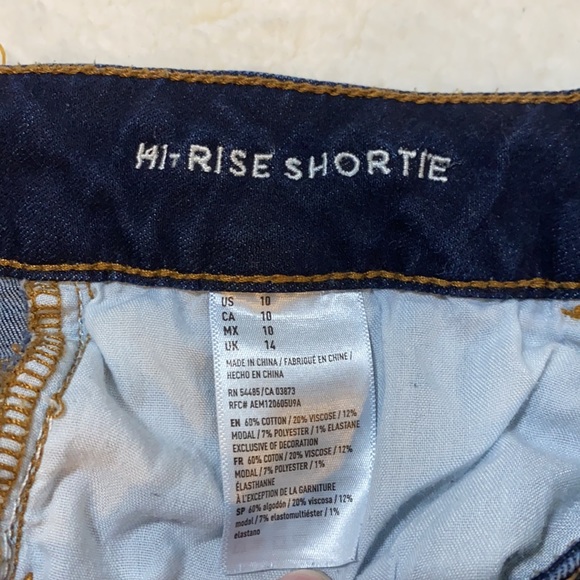 Hi-RISE SHORTIE
US 10
CA 10
MX 10
UK 14
MADE IN CHINA / FABRIQUÉ EN CHINE /
HECHO EN CHINA
RN 54485/CA 03873
RFC# AEM120605U9A
EN 60% COTTON / 20% VISCOSE / 12%
MODAL / 7% POLYESTER / 1% ELASTANE
EXCLUSIVE OF DECORATION
FR 60% COTON / 20% VISCOSE / 12%
MODAL / 7% POLYESTER / 1%
ÉLASTHANNE
À L'EXCEPTION DE LA GARNITURE
SP 60% algodón / 20% viscosa / 12%
modal / 7% elastomultiéster / 1%
elastano